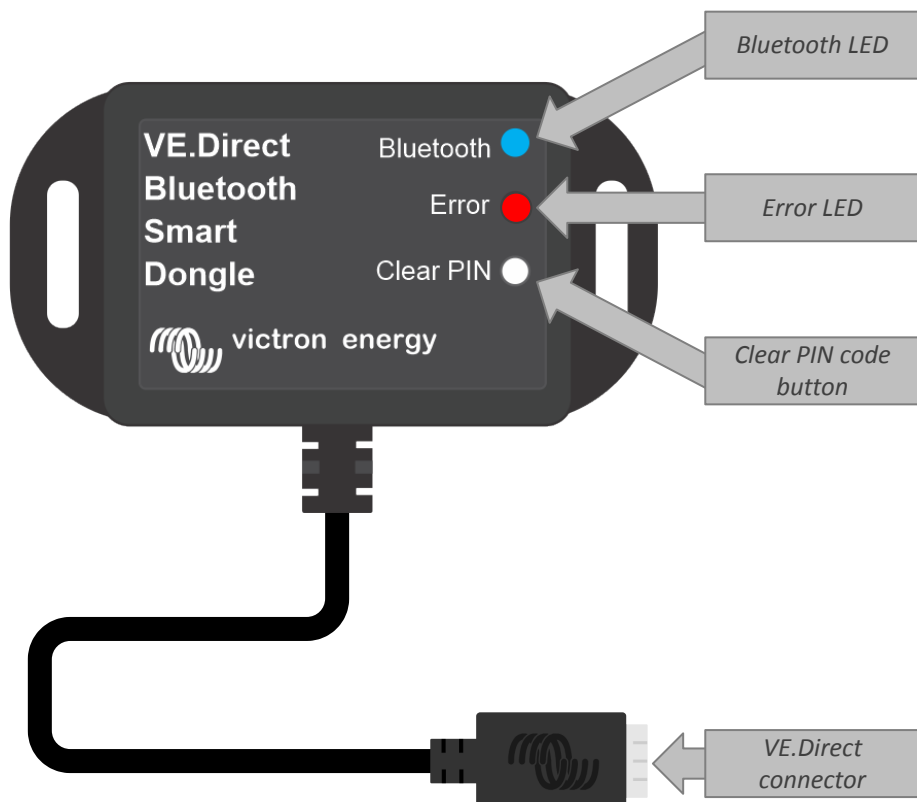 Bluetooth LED
VE.Direct
Bluetooth
Smart
Dongle
Bluetooth
Error
Clear PIN
victron energy
Error LED
Clear PIN code
button
VE.Direct
connector